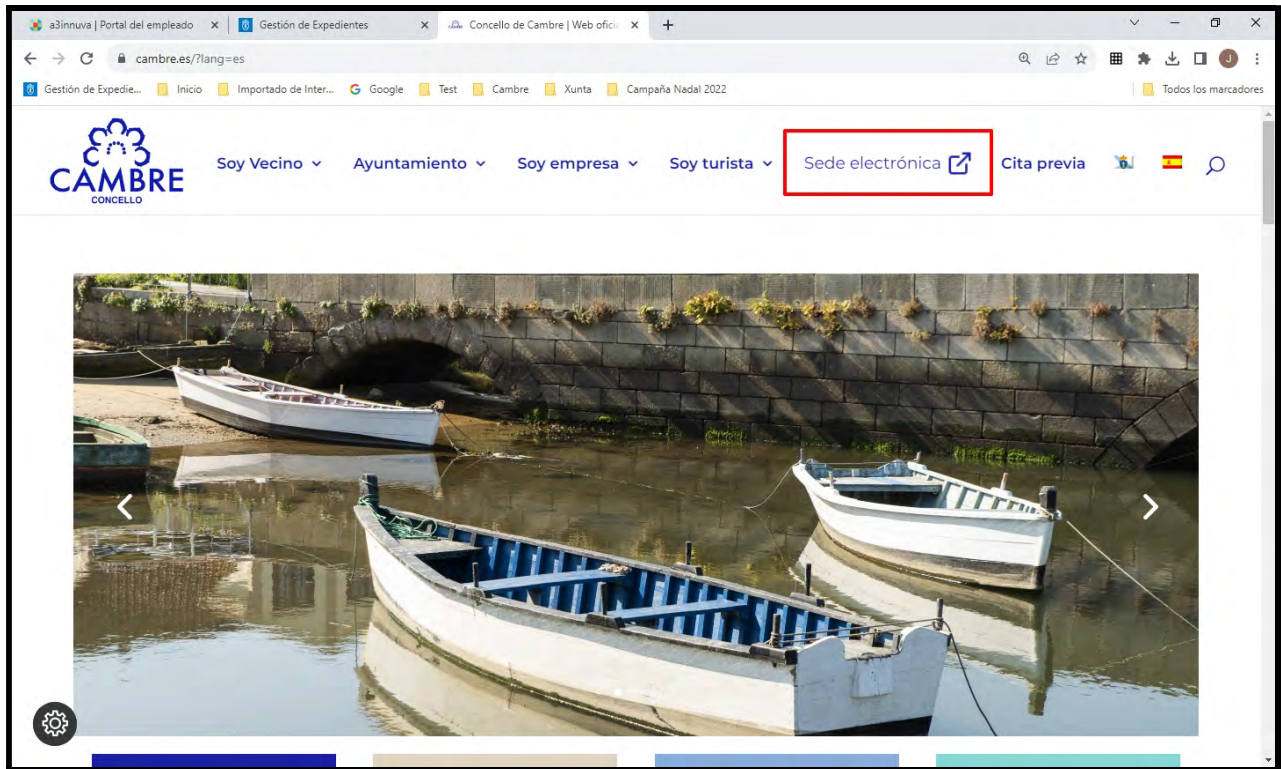 a3innuva | Portal del empleado
Gestión de Expedientes
Concello de Cambre | Web oficia
cambre.es/?lang=es
J
Gestión de Expedie...
Inicio
Importado de Inter...
Google
Test
Cambre
Xunta
Campaña Nadal 2022
Todos los marcadores
CAMBRE
CONCELLO
Soy Vecino
Ayuntamiento
Soy empresa
Soy turista
Sede electrónica
Cita previa